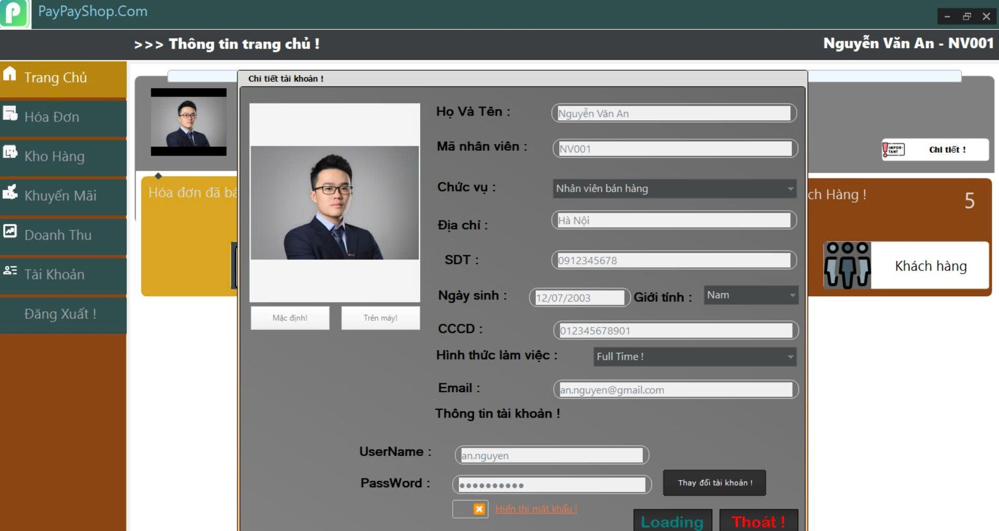 PayPayShop.Com
>>> Thông tin trang chủ !
Nguyễn Văn An - NV001
Trang Chủ
Hóa Đơn
Kho Hàng
Khuyến Mãi
Doanh Thu
Tài Khoản
Đăng Xuất !
Chi tiết tài khoản !
Mặc định!
Trên máy!
Họ Và Tên :
Nguyễn Văn An
Mã nhân viên :
NV001
Chức vụ :
Nhân viên bán hàng
Địa chỉ :
Hà Nội
SDT :
0912345678
Ngày sinh :
12/07/2003
Giới tính :
Nam
CCCD :
012345678901
Hình thức làm việc :
Full Time !
Email :
an.nguyen@gmail.com
Thông tin tài khoản !
UserName :
an.nguyen
PassWord :
●●●●●●●●●●
Thay đổi tài khoản !
Hiển thị mật khẩu !
Loading
Thoát !
Hóa đơn đã bá
IMPOR-
TANT
Chi tiết !
ch Hàng !
5
Khách hàng